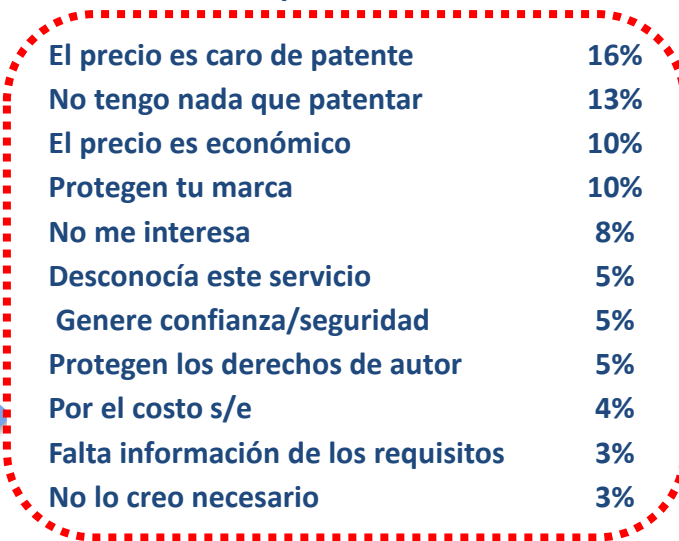 El precio es caro de patente 16%
No tengo nada que patentar 13%
El precio es económico 10%
Protegen tu marca 10%
No me interesa 8%
Desconocía este servicio 5%
Genere confianza/seguridad 5%
Protegen los derechos de autor 5%
Por el costo s/e 4%
Falta información de los requisitos 3%
No lo creo necesario 3%